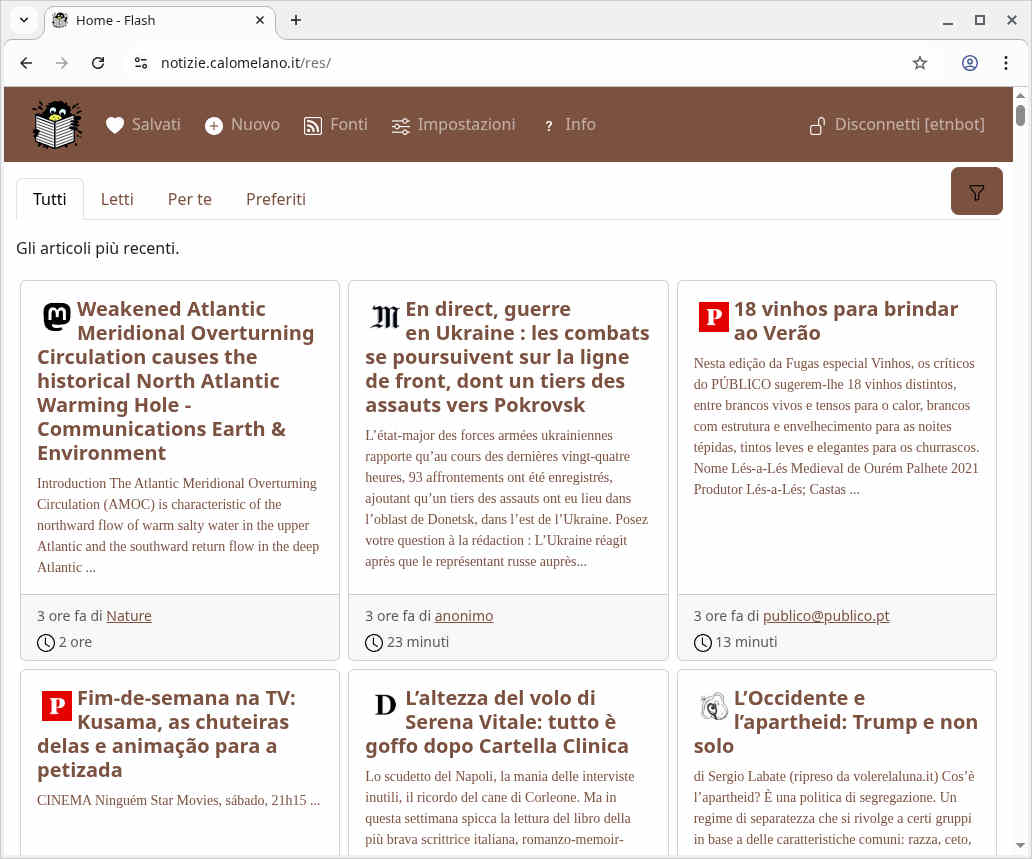 Home - Flash
notizie.calomelano.it/res/
Salvati Nuovo Fonti Impostazioni ? Info Disconnetti [etnbot]
Tutti Letti Per te Preferiti
Gli articoli più recenti.
Weakened Atlantic
Meridional Overturning
Circulation causes the
historical North Atlantic
Warming Hole -
Communications Earth &
Environment
Introduction The Atlantic Meridional Overturning
Circulation (AMOC) is characteristic of the
northward flow of warm salty water in the upper
Atlantic and the southward return flow in the deep
Atlantic ...
3 ore fa di Nature
2 ore
En direct, guerre
en Ukraine : les combats
se poursuivent sur la ligne
de front, dont un tiers des
assauts vers Pokrovsk
L’état-major des forces armées ukrainiennes
rapporte qu’au cours des dernières vingt-quatre
heures, 93 affrontements ont été enregistrés,
ajoutant qu’un tiers des assauts ont eu lieu dans
l’oblast de Donetsk, dans l’est de l’Ukraine. Posez
votre question à la rédaction : L’Ukraine réagit
après que le représentant russe auprès...
3 ore fa di anonimo
23 minuti
P
18 vinhos para brindar
ao Verão
Nesta edição da Fugas especial Vinhos, os críticos
do PÚBLICO sugerem-lhe 18 vinhos distintos,
entre brancos vivos e tensos para o calor, brancos
com estrutura e envelhecimento para as noites
tépidas, tintos leves e elegantes para os churrascos.
Nome Lés-a-Lés Medieval de Ourém Palhete 2021
Produtor Lés-a-Lés; Castas ...
3 ore fa di publico@publico.pt
13 minuti
P
Fim-de-semana na TV:
Kusama, as chuteiras
delas e animação para a
petizada
CINEMA Ninguém Star Movies, sábado, 21h15 ...
D
L’altezza del volo di
Serena Vitale: tutto è
goffo dopo Cartella Clinica
Lo scudetto del Napoli, la mania delle interviste
inutili, il ricordo del cane di Corleone. Ma in
questa settimana spicca la lettura del libro della
più brava scrittrice italiana, romanzo-memoir-
L’Occidente e
l’apartheid: Trump e non
solo
di Sergio Labate (ripreso da volerelaluna.it) Cos’è
l’apartheid? È una politica di segregazione. Un
regime di separatezza che si rivolge a certi gruppi
in base a delle caratteristiche comuni: razza, ceto,